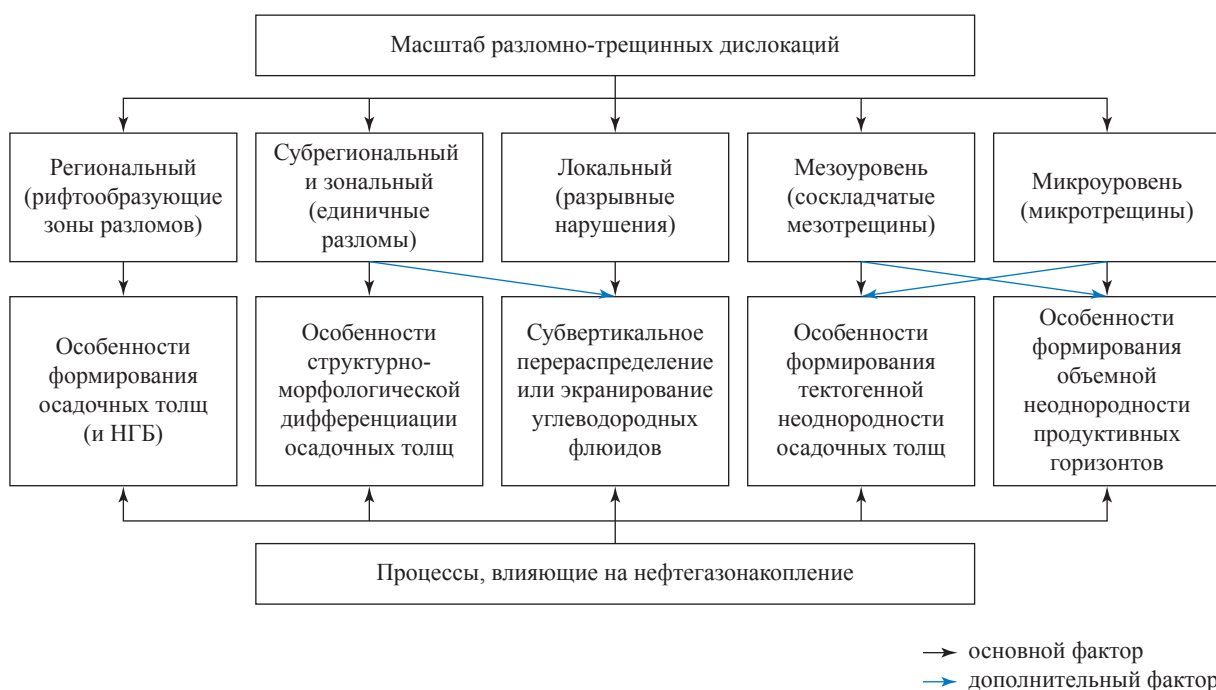 Масштаб разломно-трещинных дислокаций
Региональный
(рифтообразующие
зоны разломов)
Субрегиональный
и зональный
(единичные
разломы)
Локальный
(разрывные
нарушения)
Мезоуровень
(соскладчатые
мезотрещины)
Микроуровень
(микротрещины)
Особенности
формирования
осадочных толщ
(и НГБ)
Особенности
структурно-
морфологической
дифференциации
осадочных толщ
Субвертикальное
перераспределение
или экранирование
углеводородных
флюидов
Особенности
формирования
тектогенной
неоднородности
осадочных толщ
Особенности
формирования
объемной
неоднородности
продуктивных
горизонтов
Процессы, влияющие на нефтегазонакопление
основной фактор
дополнительный фактор